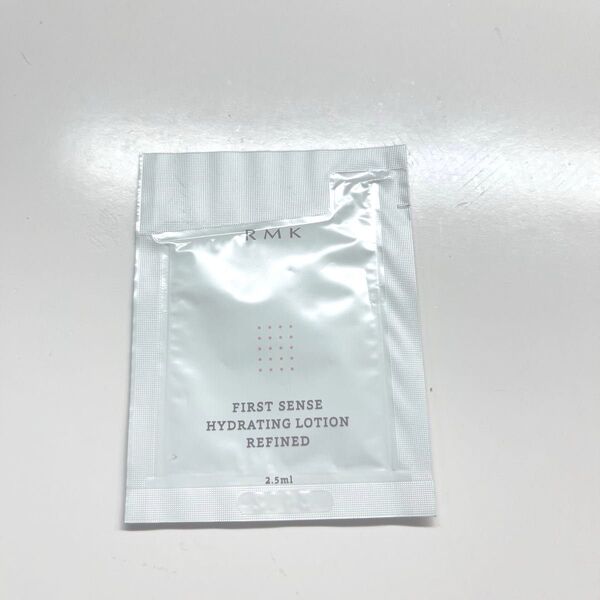 RMK
FIRST SENSE
HYDRATING LOTION
REFINED
2.5ml